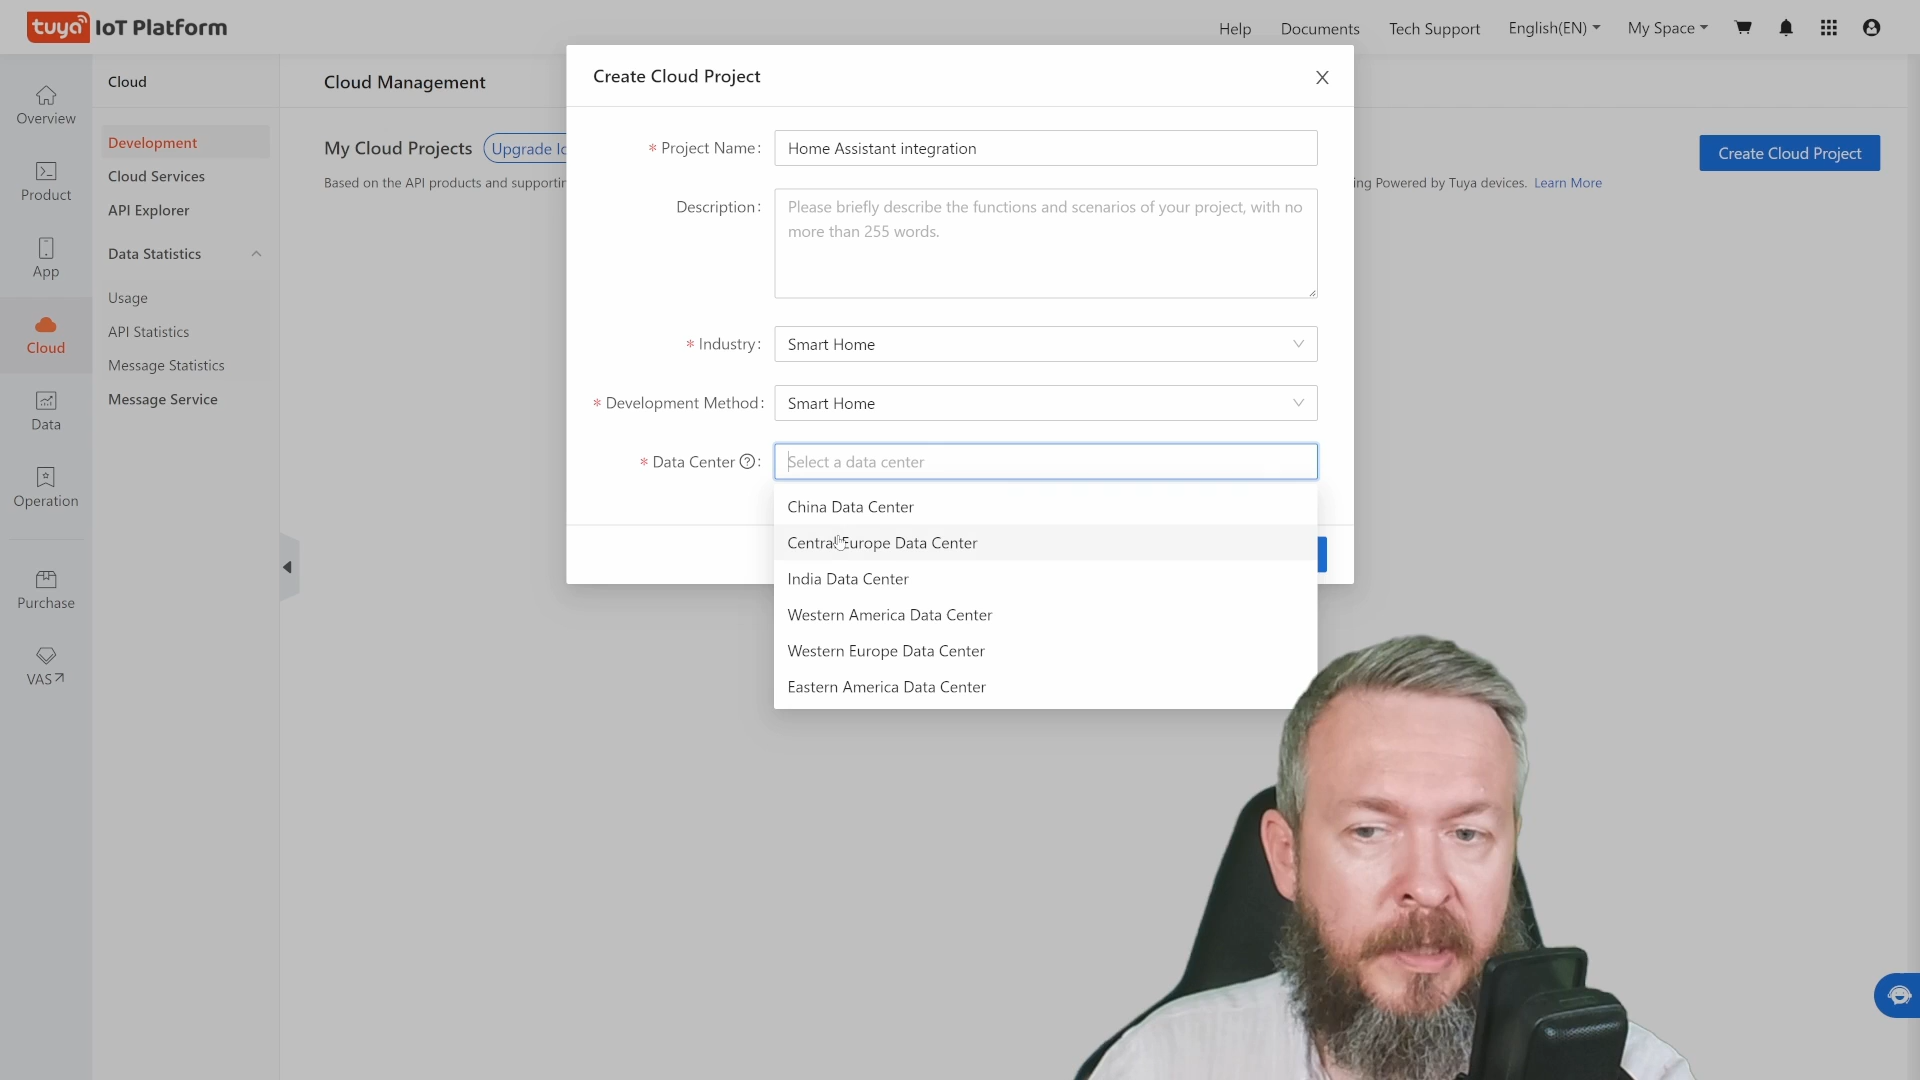 tuya IoT Platform
Help
Documents
Tech Support
English(EN)
My Space
Overview
Product
App
Cloud
Data
Operation
Purchase
VAS
Cloud
Development
Cloud Services
API Explorer
Data Statistics
Usage
API Statistics
Message Statistics
Message Service
Cloud Management
My Cloud Projects
Upgrade
Based on the API products and
ing Powered by Tuya devices. Learn More
Create Cloud Project
Create Cloud Project
* Project Name:
Home Assistant integration
Description:
Please briefly describe the functions and scenarios of your project, with no
more than 255 words.
* Industry:
Smart Home
* Development Method:
Smart Home
* Data Center ? :
Select a data center
China Data Center
Central Europe Data Center
India Data Center
Western America Data Center
Western Europe Data Center
Eastern America Data Center